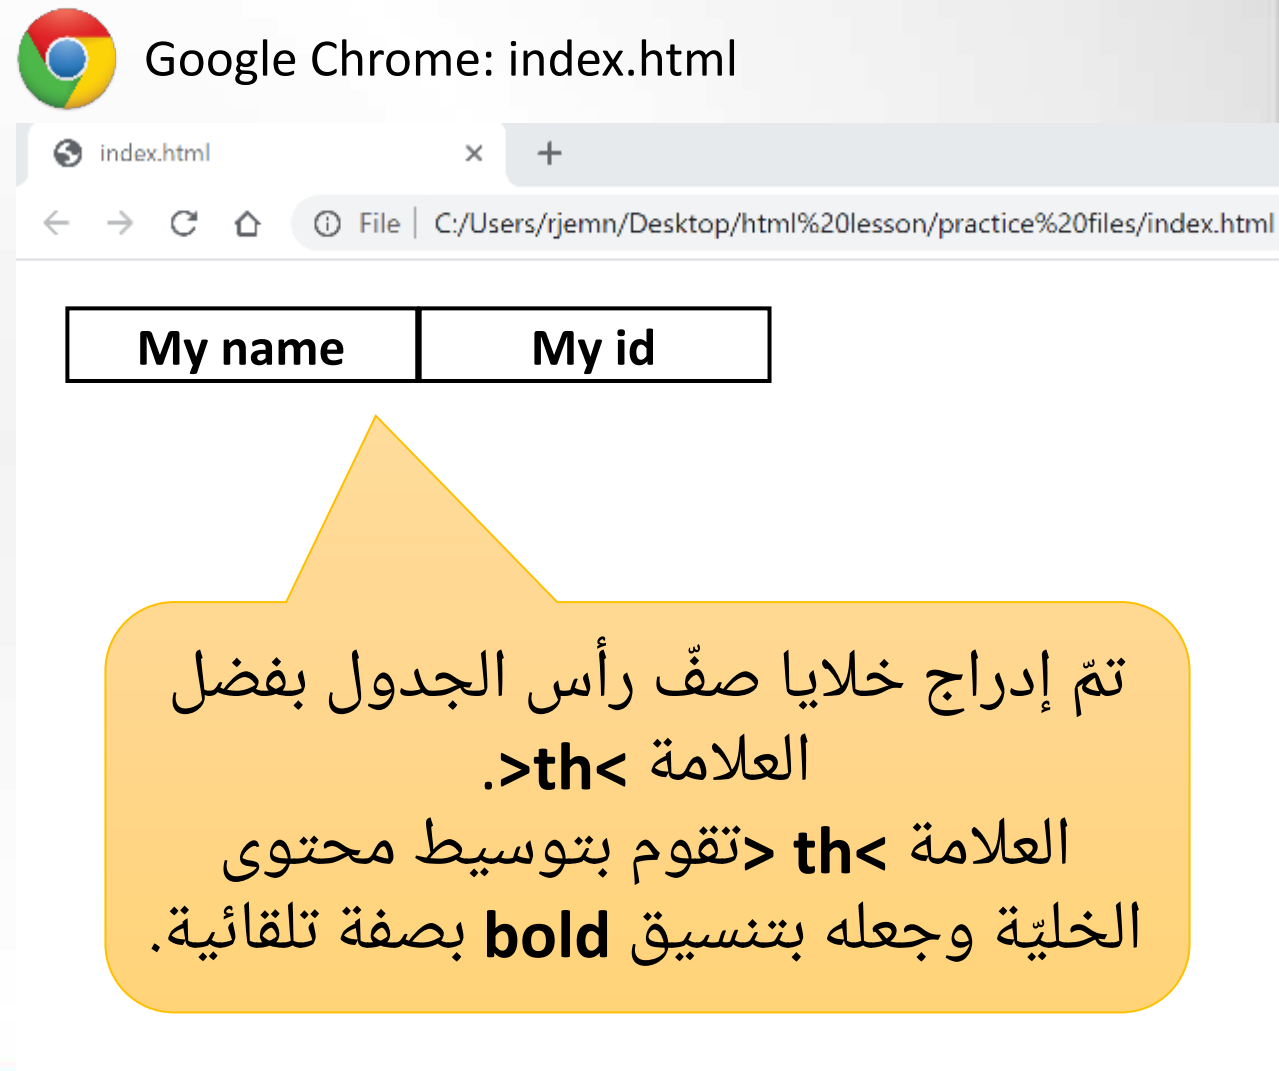 Google Chrome: index.html
index.html
File
C:/Users/rjemn/Desktop/html%20lesson/practice%20files/index.html
My name
My id
تمّ إدراج خلايا صفّ رأس الجدول بفضل
العلامة <th>.
العلامة <th> تقوم بتوسيط محتوى
الخليّة وجعله بتنسيق bold بصفة تلقائية.